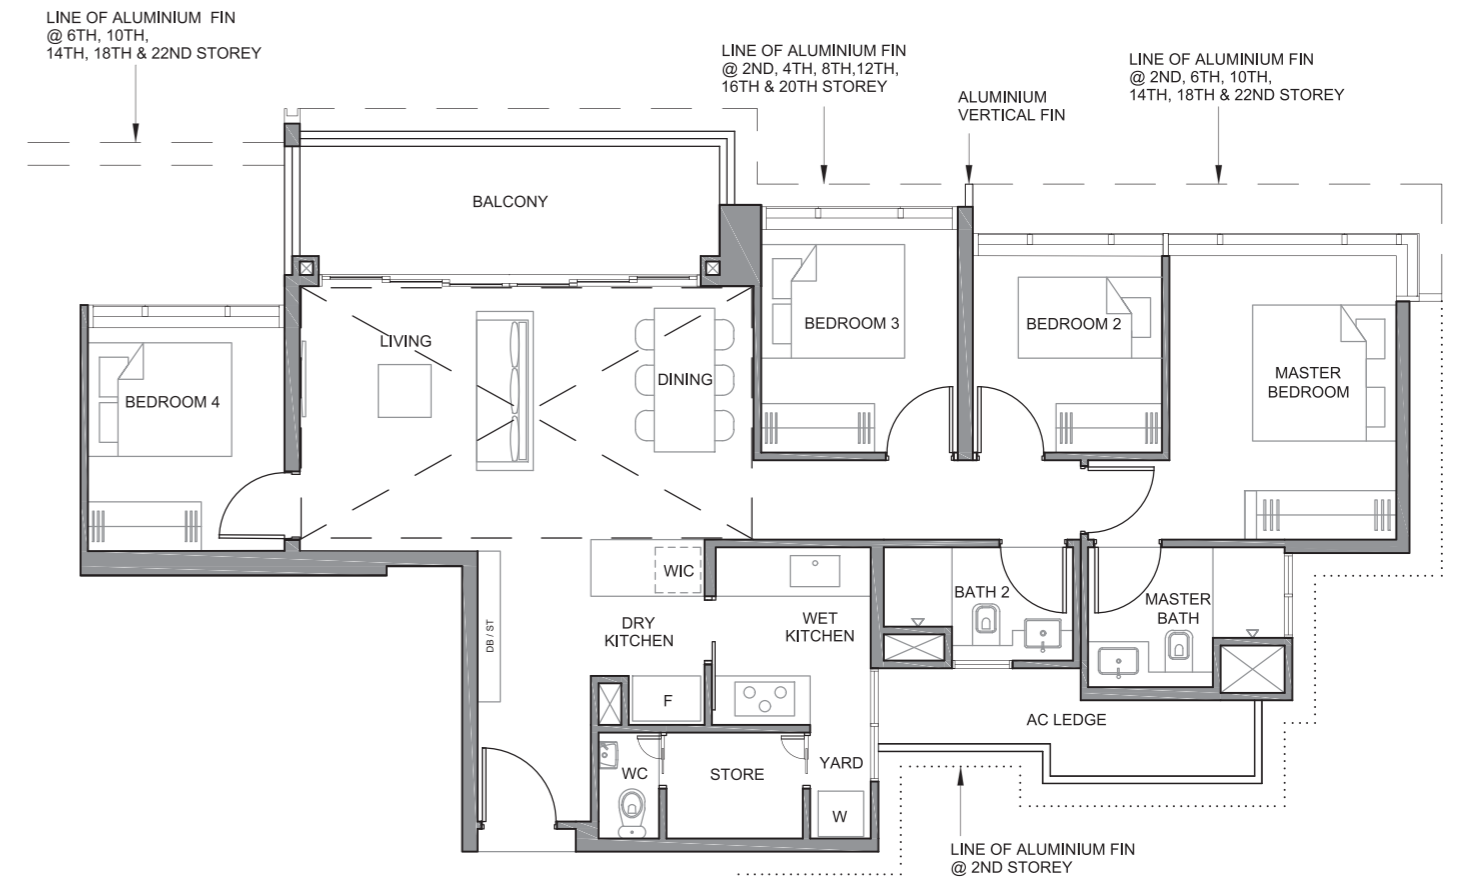 LINE OF ALUMINIUM FIN
@ 6TH, 10TH,
14TH, 18TH & 22ND STOREY
LINE OF ALUMINIUM FIN
@ 2ND, 4TH, 8TH,12TH,
16TH & 20TH STOREY
ALUMINIUM
VERTICAL FIN
LINE OF ALUMINIUM FIN
@ 2ND, 6TH, 10TH,
14TH, 18TH & 22ND STOREY
BALCONY
BEDROOM 4
LIVING
DINING
BEDROOM 3
BEDROOM 2
MASTER
BEDROOM
WIC
DRY
KITCHEN
WET
KITCHEN
BATH 2
MASTER
BATH
DB / ST
F
AC LEDGE
WC
STORE
YARD
W
LINE OF ALUMINIUM FIN
@ 2ND STOREY